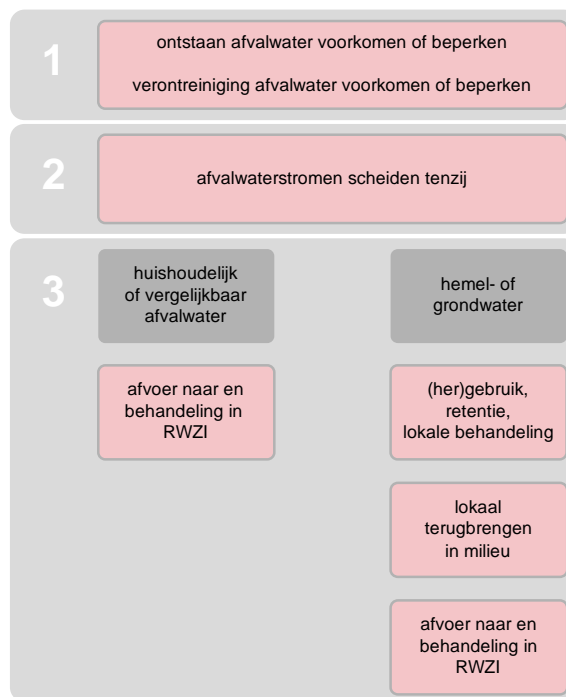 1
ontstaan afvalwater voorkomen of beperken
verontreiniging afvalwater voorkomen of beperken
2
afvalwaterstromen scheiden tenzij
3
huishoudelijk
of vergelijkbaar
afvalwater
afvoer naar en
behandeling in
RWZI
hemel- of
grondwater
(her)gebruik,
retentie,
lokale behandeling
lokaal
terugbrengen
in milieu
afvoer naar en
behandeling in
RWZI